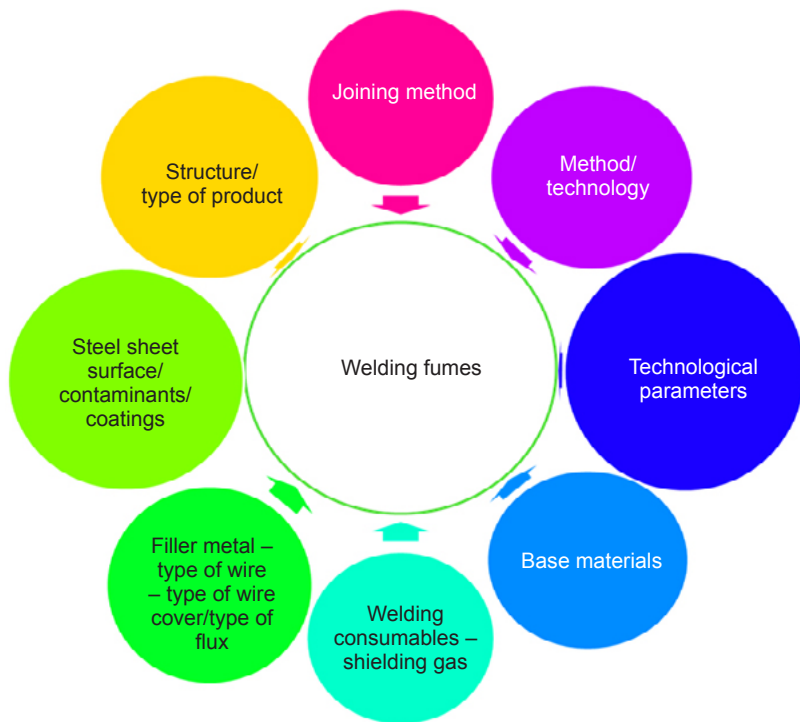 Joining method
Method/
technology
Structure/
type of product
Technological
parameters
Welding fumes
Steel sheet
surface/
contaminants/
coatings
Base materials
Filler metal –
type of wire
– type of wire
cover/type of
flux
Welding
consumables –
shielding gas